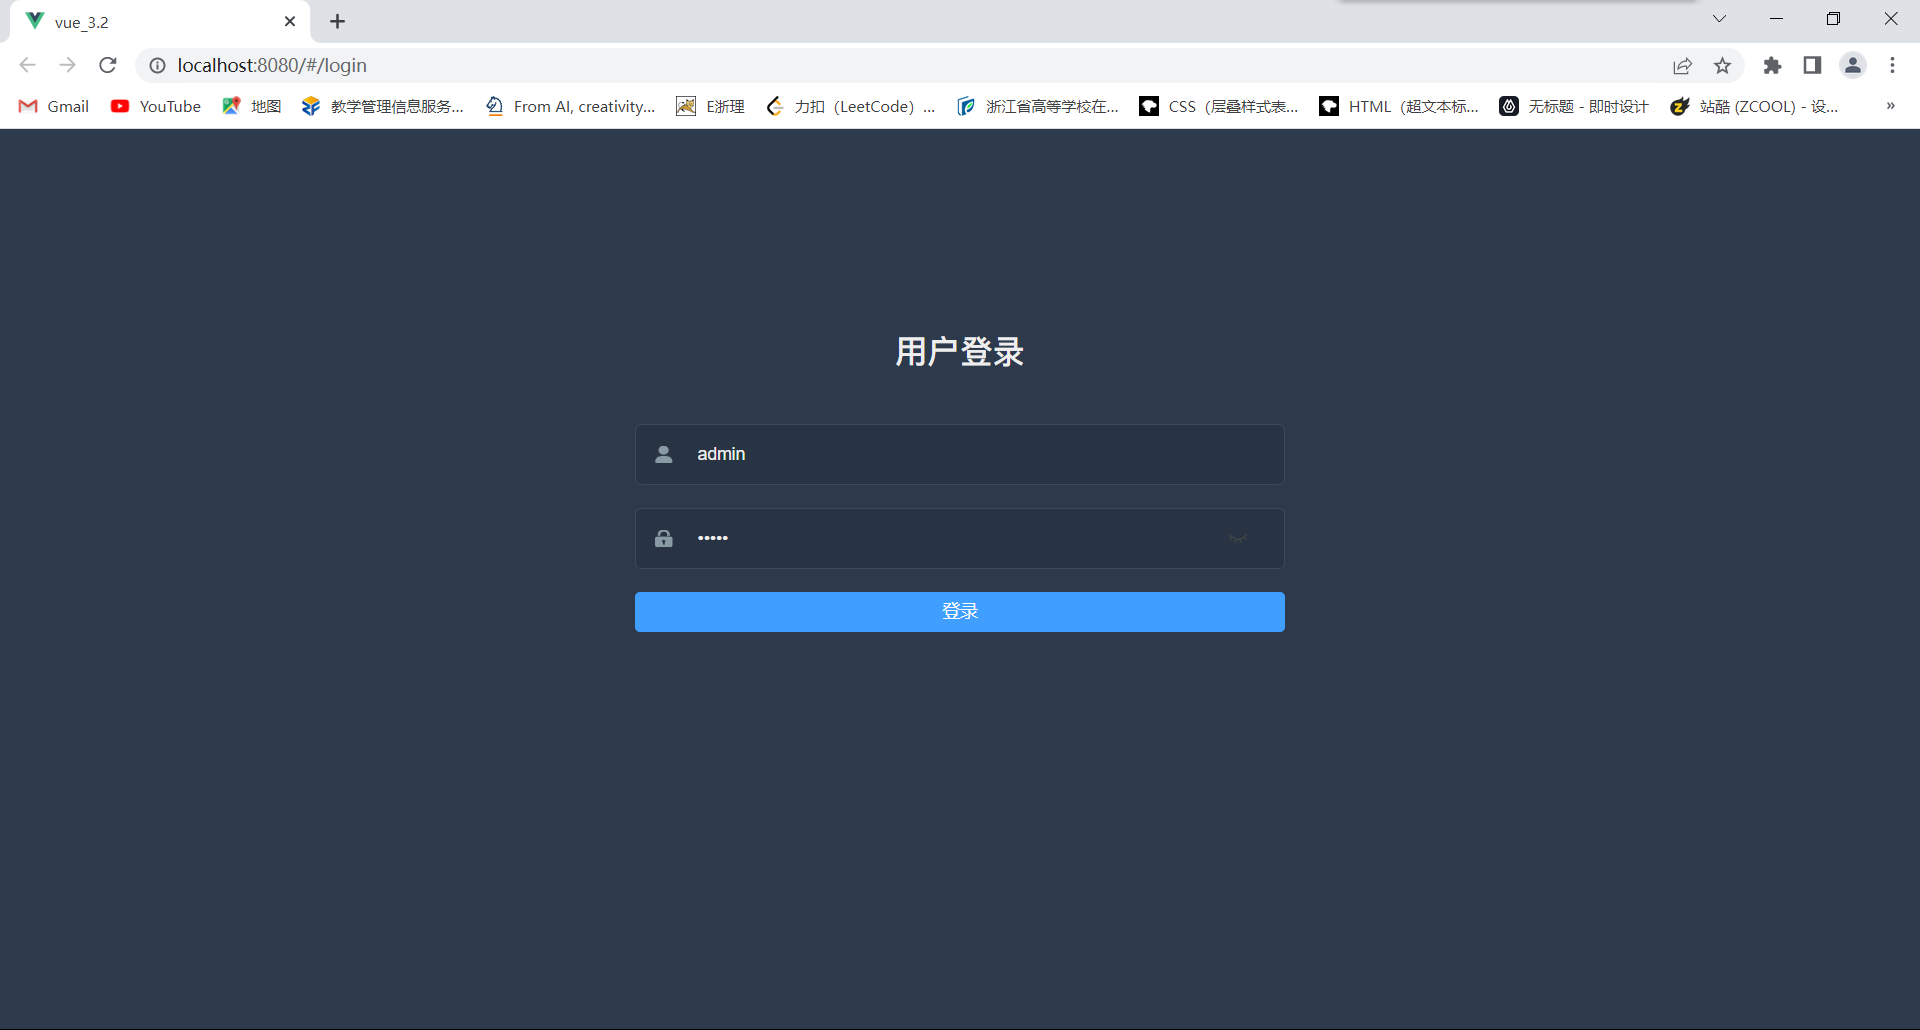 vue_3.2
localhost:8080/#/login
Gmail YouTube 地图 教学管理信息服务... From AI, creativity... E浙理 力扣（LeetCode）... 浙江省高等学校在... CSS（层叠样式表... HTML（超文本标... 无标题 - 即时设计 站酷 (ZCOOL) - 设... »
用户登录
admin
•••••
登录